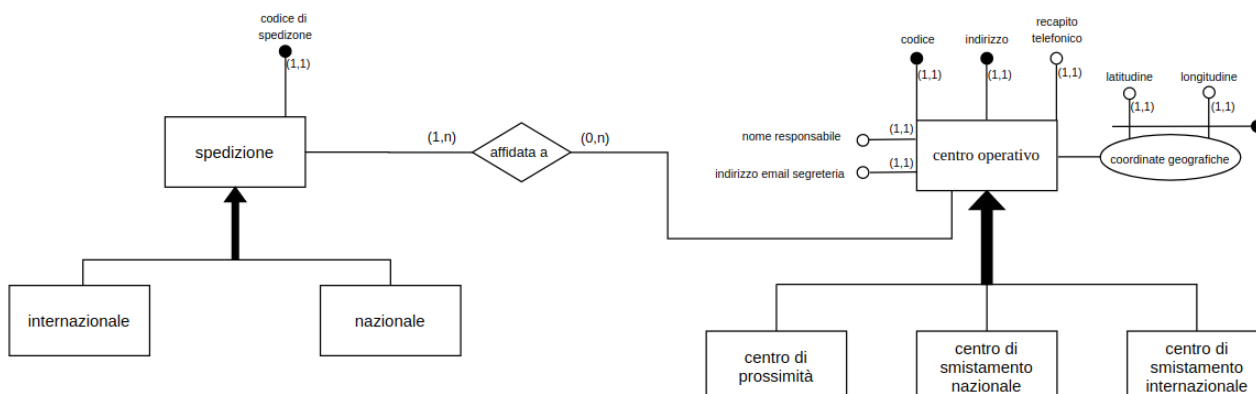 codice di
spedizone
(1,1)
spedizione
(1,n)
affidata a
(0,n)
internazionale
nazionale
codice
(1,1)
indirizzo
(1,1)
recapito
telefonico
(1,1)
latitudine
(1,1)
longitudine
(1,1)
nome responsabile
(1,1)
indirizzo email segreteria
(1,1)
centro operativo
coordinate geografiche
centro di
prossimità
centro di
smistamento
nazionale
centro di
smistamento
internazionale